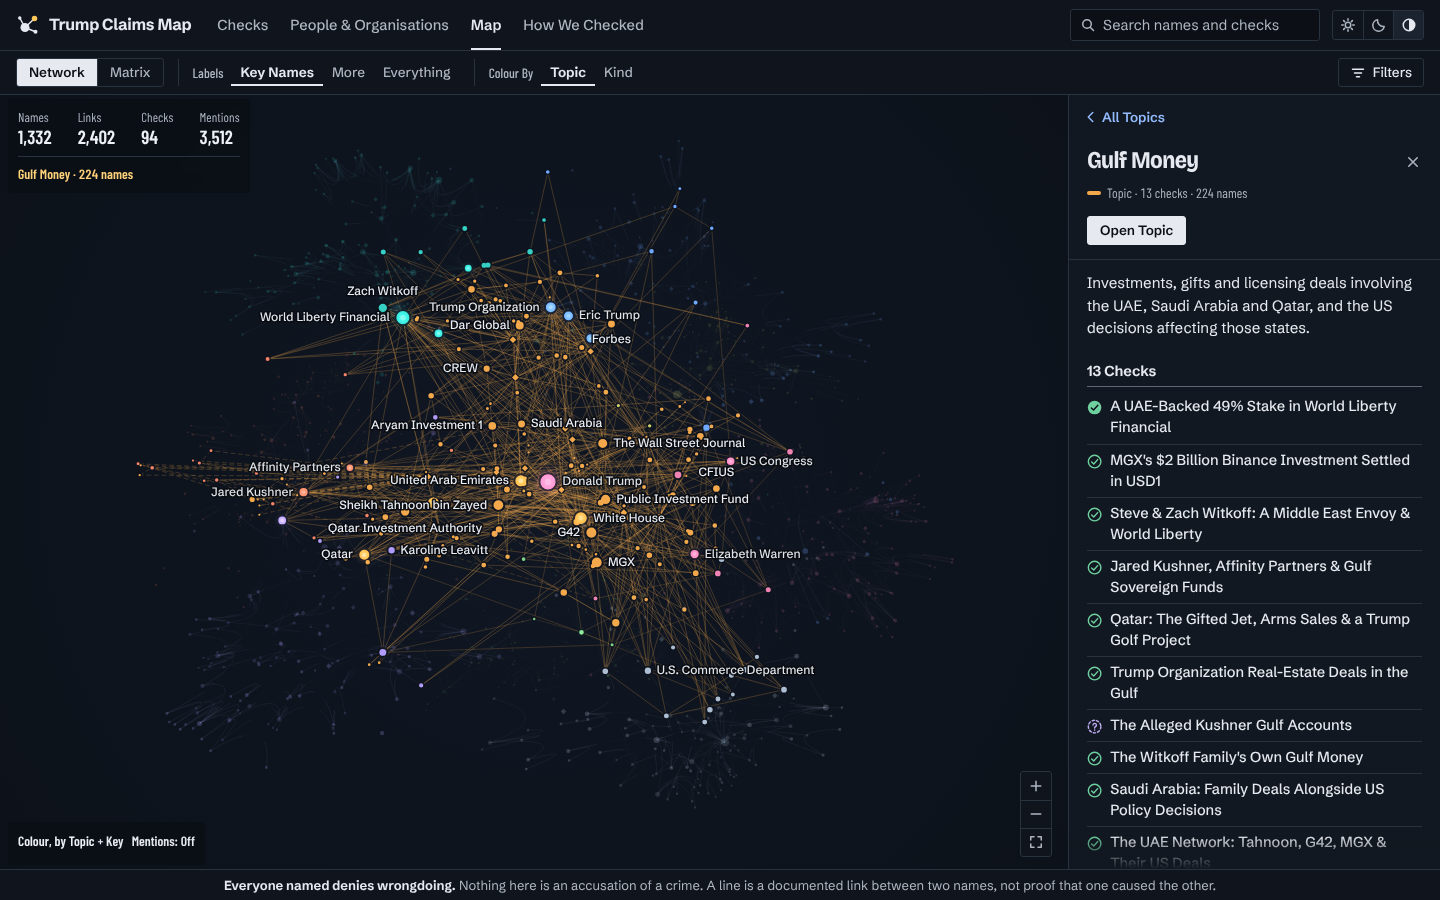 Trump Claims Map
Checks
People & Organisations
Map
How We Checked
Search names and checks
Network
Matrix
Labels
Key Names
More
Everything
Colour By
Topic
Kind
Filters
Names
Links
Checks
Mentions
1,332
2,402
94
3,512
Gulf Money · 224 names
Zach Witkoff
World Liberty Financial
Trump Organization
Eric Trump
Dar Global
Forbes
CREW
Aryam Investment 1
Saudi Arabia
The Wall Street Journal
Affinity Partners
US Congress
CFIUS
United Arab Emirates
Donald Trump
Jared Kushner
Sheikh Tahnoon bin Zayed
Public Investment Fund
White House
Qatar Investment Authority
G42
Qatar
Karoline Leavitt
Elizabeth Warren
MGX
U.S. Commerce Department
Colour, by Topic + Key
Mentions: Off
All Topics
Gulf Money
Topic · 13 checks · 224 names
Open Topic
Investments, gifts and licensing deals involving
the UAE, Saudi Arabia and Qatar, and the US
decisions affecting those states.
13 Checks
A UAE-Backed 49% Stake in World Liberty
Financial
MGX's $2 Billion Binance Investment Settled
in USD1
Steve & Zach Witkoff: A Middle East Envoy &
World Liberty
Jared Kushner, Affinity Partners & Gulf
Sovereign Funds
Qatar: The Gifted Jet, Arms Sales & a Trump
Golf Project
Trump Organization Real-Estate Deals in the
Gulf
The Alleged Kushner Gulf Accounts
The Witkoff Family's Own Gulf Money
Saudi Arabia: Family Deals Alongside US
Policy Decisions
The UAE Network: Tahnoon, G42, MGX &
Their US Deals
Everyone named denies wrongdoing. Nothing here is an accusation of a crime. A line is a documented link between two names, not proof that one caused the other.